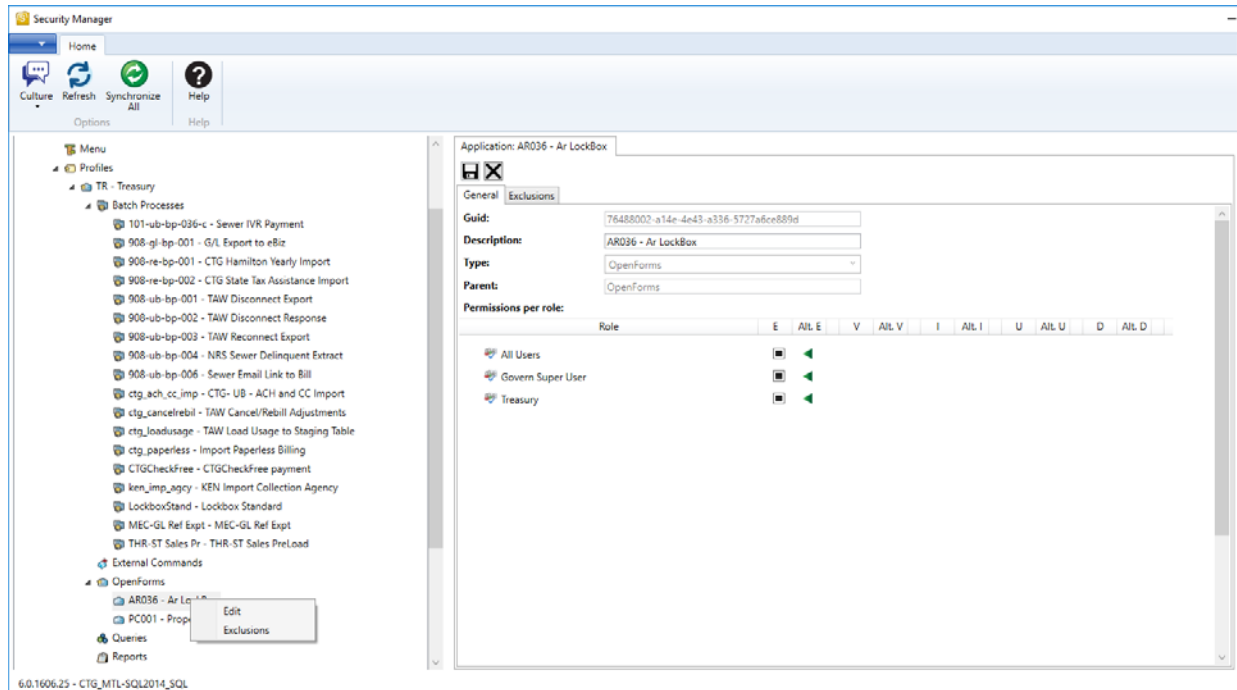 Security Manager
Home
Culture Refresh Synchronize All Help
Options Help
Menu
Profiles
TR - Treasury
Batch Processes
101-ub-bp-036-c - Sewer IVR Payment
908-gl-bp-001 - G/L Export to eBiz
908-re-bp-001 - CTG Hamilton Yearly Import
908-re-bp-002 - CTG State Tax Assistance Import
908-ub-bp-001 - TAW Disconnect Export
908-ub-bp-002 - TAW Disconnect Response
908-ub-bp-003 - TAW Reconnect Export
908-ub-bp-004 - NRS Sewer Delinquent Extract
908-ub-bp-006 - Sewer Email Link to Bill
ctg_ach_cc_imp - CTG- UB - ACH and CC Import
ctg_cancelrebil - TAW Cancel/Rebill Adjustments
ctg_loadusage - TAW Load Usage to Staging Table
ctg_paperless - Import Paperless Billing
CTGCheckFree - CTGCheckFree payment
ken_imp_agcy - KEN Import Collection Agency
LockboxStand - Lockbox Standard
MEC-GL Ref Expt - MEC-GL Ref Expt
THR-ST Sales Pr - THR-ST Sales PreLoad
External Commands
OpenForms
AR036 - Ar
PC001 -
Edit
Exclusions
Queries
Reports
Application: AR036 - Ar LockBox
General Exclusions
Guid: 76488002-a14e-4e43-a336-5727a6ce889d
Description: AR036 - Ar LockBox
Type: OpenForms
Parent: OpenForms
Permissions per role:
Role E Alt. E V Alt. V I Alt. I U Alt. U D Alt. D
All Users
Govern Super User
Treasury
6.0.1606.25 - CTG_MTL-SQL2014_SQL